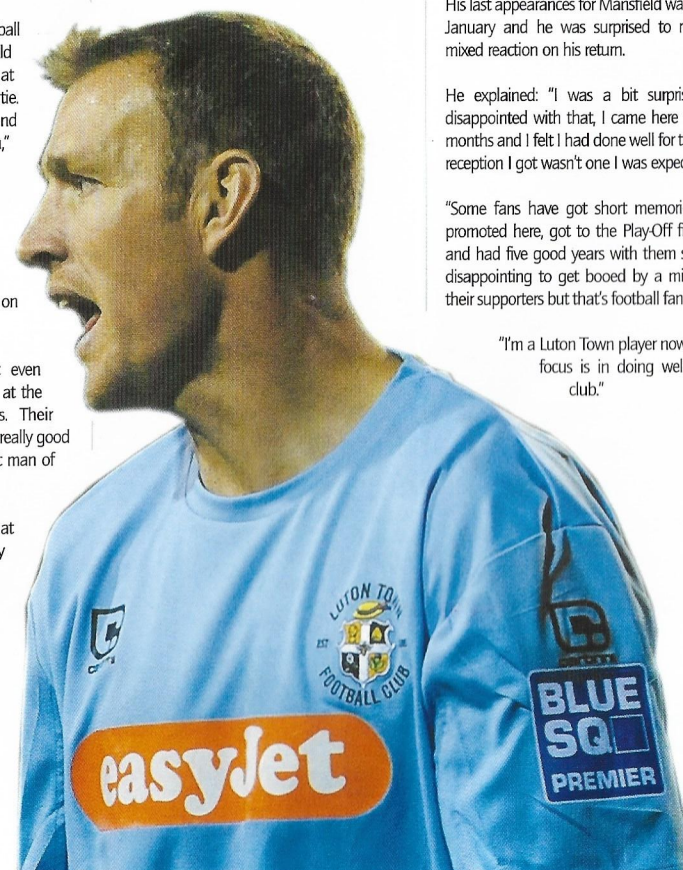 ball
ld
at
tie.
nd
,”
on
even
at the
s. Their
really good
t man of
at
y
His last appearances for Mansfield wa
January and he was surprised to r
mixed reaction on his return.
He explained: “I was a bit surpris
disappointed with that, I came here
months and I felt I had done well for t
reception I got wasn’t one I was expec
“Some fans have got short memori
promoted here, got to the Play-Off fi
and had five good years with them s
disappointing to get booed by a mi
their supporters but that’s football fan
“I’m a Luton Town player now
focus is in doing wel
club.”
LUTON TOWN
EST
FOOTBALL CLUB
easyJet
BLUE
SQ
PREMIER